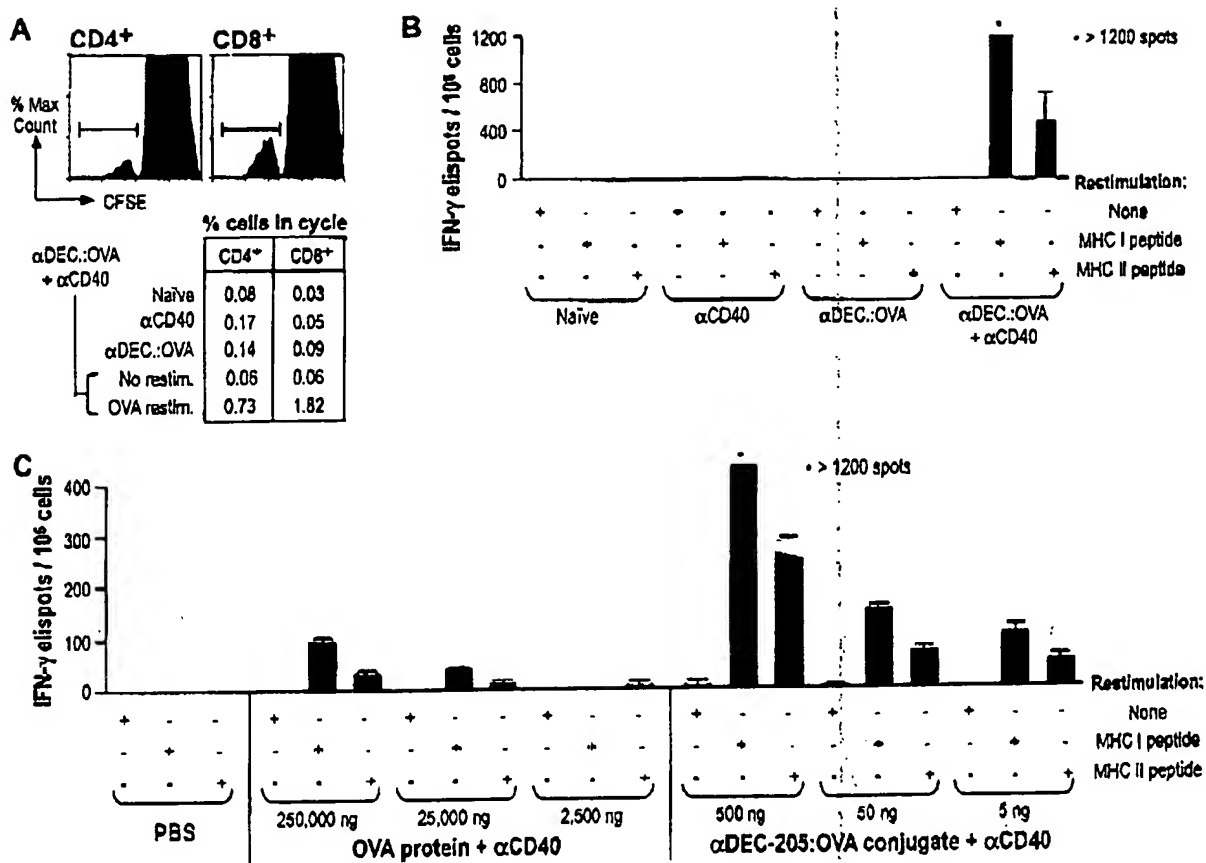 A
CD4+ CD8+
% Max
Count
CFSE
% cells in cycle
CD4+ CD8+
αDEC.:OVA
+ αCD40
Naïve 0.08 0.03
αCD40 0.17 0.05
αDEC.:OVA 0.14 0.09
No restim. 0.06 0.06
OVA restim. 0.73 1.82
B
IFN-γ elispots / 10⁶ cells
1200
800
400
0
• > 1200 spots
Restimulation:
+ - - + - - + - - + - - None
- + - - + - - + - - + - MHC I peptide
- - + - - + - - + - - + MHC II peptide
Naïve αCD40 αDEC.:OVA αDEC.:OVA
+ αCD40
C
IFN-γ elispots / 10⁶ cells
400
300
200
100
0
• > 1200 spots
Restimulation:
+ - - + - - + - - + - - + - - + - - + - - None
- + - - + - - + - - + - - + - - + - - + - MHC I peptide
- - + - - + - - + - - + - - + - - + - - + MHC II peptide
PBS 250,000 ng 25,000 ng 2,500 ng 500 ng 50 ng 5 ng
OVA protein + αCD40 αDEC-205:OVA conjugate + αCD40